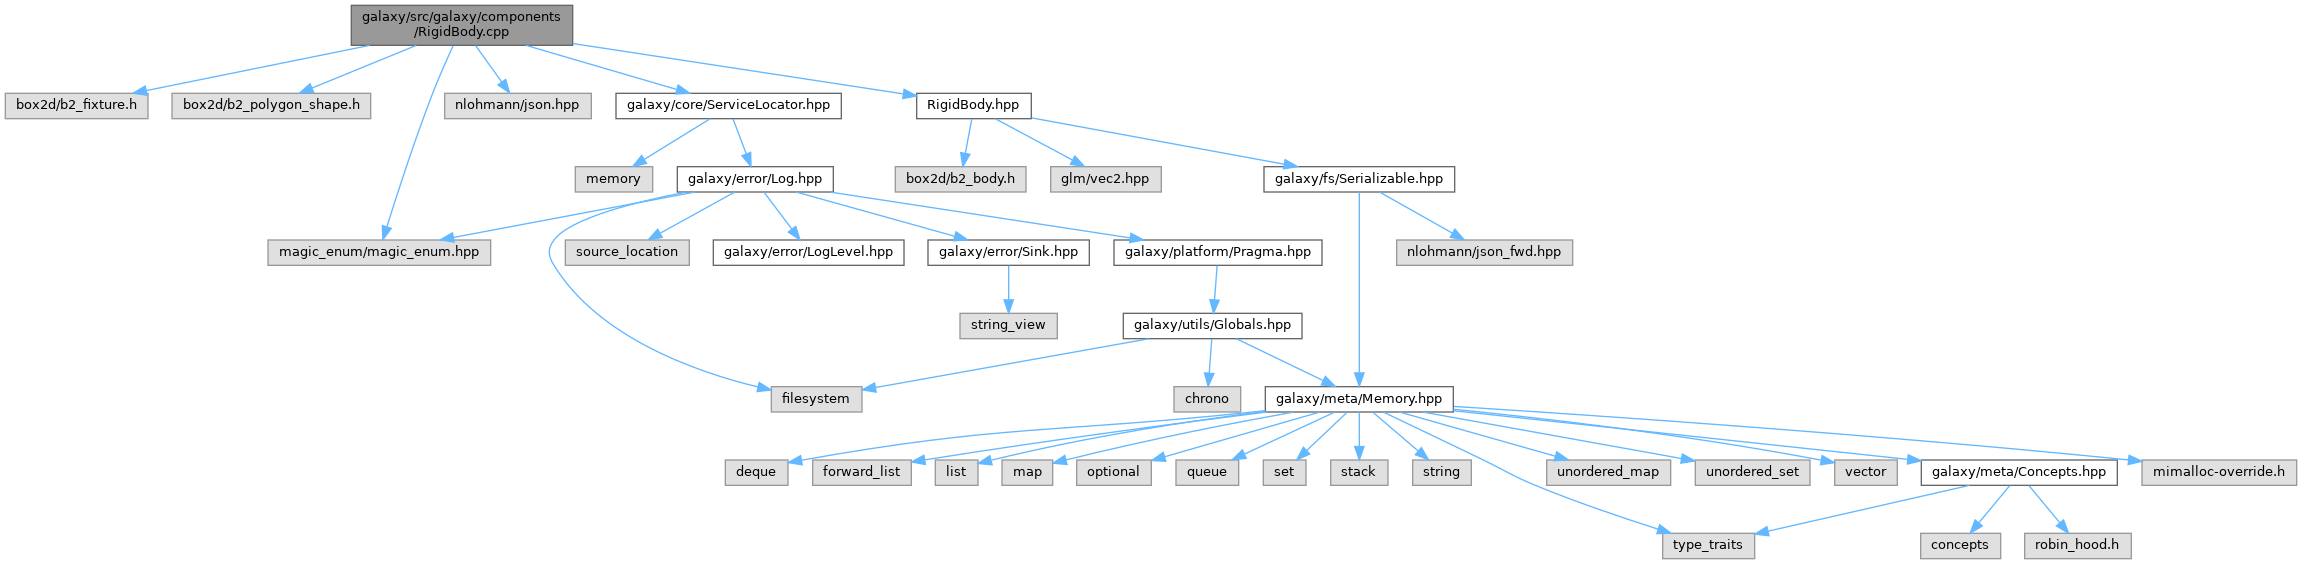 galaxy/src/galaxy/components
/RigidBody.cpp
box2d/b2_fixture.h
box2d/b2_polygon_shape.h
nlohmann/json.hpp
galaxy/core/ServiceLocator.hpp
RigidBody.hpp
memory
galaxy/error/Log.hpp
box2d/b2_body.h
glm/vec2.hpp
galaxy/fs/Serializable.hpp
magic_enum/magic_enum.hpp
source_location
galaxy/error/LogLevel.hpp
galaxy/error/Sink.hpp
galaxy/platform/Pragma.hpp
nlohmann/json_fwd.hpp
string_view
galaxy/utils/Globals.hpp
filesystem
chrono
galaxy/meta/Memory.hpp
deque
forward_list
list
map
optional
queue
set
stack
string
unordered_map
unordered_set
vector
galaxy/meta/Concepts.hpp
mimalloc-override.h
type_traits
concepts
robin_hood.h